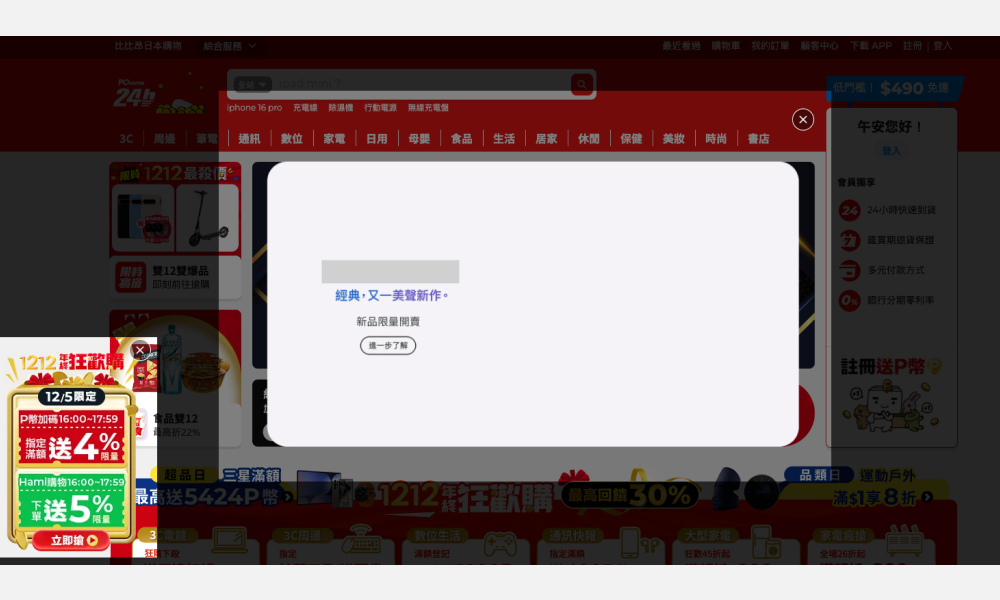 比比昂日本購物 綜合服務
最近看過 購物車 我的訂單 顧客中心 下載 APP 註冊 | 登入
24h
全站
低門檻！ $490 免運
iphone 16 pro 充電線 除濕機 行動電源 無線充電盤
3C 周邊 筆電 通訊 數位 家電 日用 母嬰 食品 生活 居家 休閒 保健 美妝 時尚 書店
午安您好！
登入
會員獨享
24 24小時快速到貨
7 鑑賞期退貨保證
多元付款方式
0% 銀行分期零利率
註冊送P幣
限時 1212最殺價
限時
雙12雙爆品
即刻前往搶購
經典，又一美聲新作。
新品限量開賣
進一步了解
食品雙12
最高折22%
1212年終狂歡購
12/5限定
P幣加碼16:00~17:59
指定滿額 送4% 限量
Hami購物16:00~17:59
下單 送5% 限量
立即搶
超品日 三星滿額
最高送5424P幣
1212年終狂歡購
最高回饋30%
品類日 運動戶外
滿$1享8折
3C電競 3C周邊 數位生活 通訊快報 大型家電 家電假接
狂降下殺 指定 滿額登記 指定滿額 狂歡45折起 全場26折起